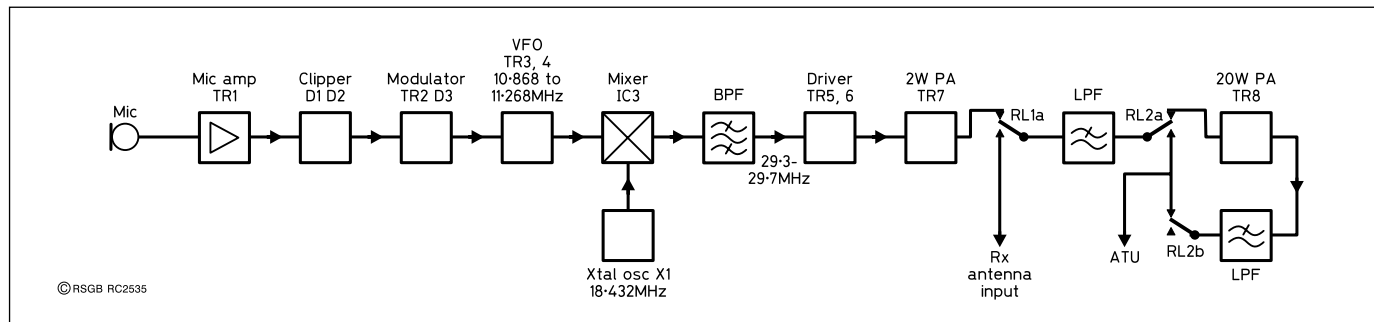 Mic
Mic amp
TR1
Clipper
D1 D2
Modulator
TR2 D3
VFO
TR3, 4
10·868 to
11·268MHz
Mixer
IC3
BPF
29·3-
29·7MHz
Driver
TR5, 6
2W PA
TR7
RL1a
LPF
RL2a
20W PA
TR8
Xtal osc X1
18·432MHz
Rx
antenna
input
ATU
RL2b
LPF
©RSGB RC2535